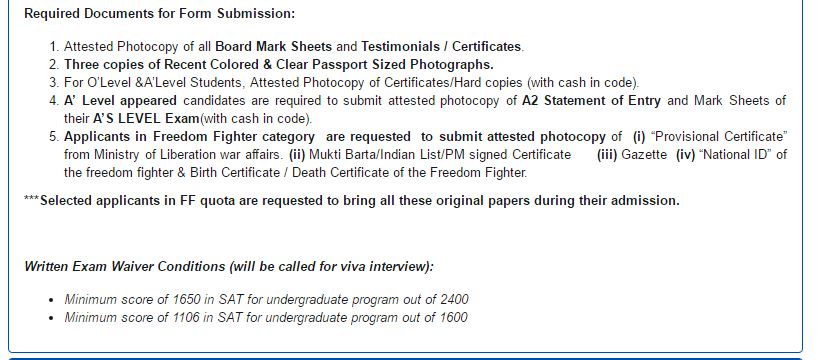 Required Documents for Form Submission:
1. Attested Photocopy of all Board Mark Sheets and Testimonials / Certificates.
2. Three copies of Recent Colored & Clear Passport Sized Photographs.
3. For O'Level &A'Level Students, Attested Photocopy of Certificates/Hard copies (with cash in code).
4. A' Level appeared candidates are required to submit attested photocopy of A2 Statement of Entry and Mark Sheets of
their A'S LEVEL Exam(with cash in code).
5. Applicants in Freedom Fighter category are requested to submit attested photocopy of (i) “Provisional Certificate”
from Ministry of Liberation war affairs. (ii) Mukti Barta/Indian List/PM signed Certificate (iii) Gazette (iv) “National ID” of
the freedom fighter & Birth Certificate / Death Certificate of the Freedom Fighter.
***Selected applicants in FF quota are requested to bring all these original papers during their admission.
Written Exam Waiver Conditions (will be called for viva interview):
• Minimum score of 1650 in SAT for undergraduate program out of 2400
• Minimum score of 1106 in SAT for undergraduate program out of 1600